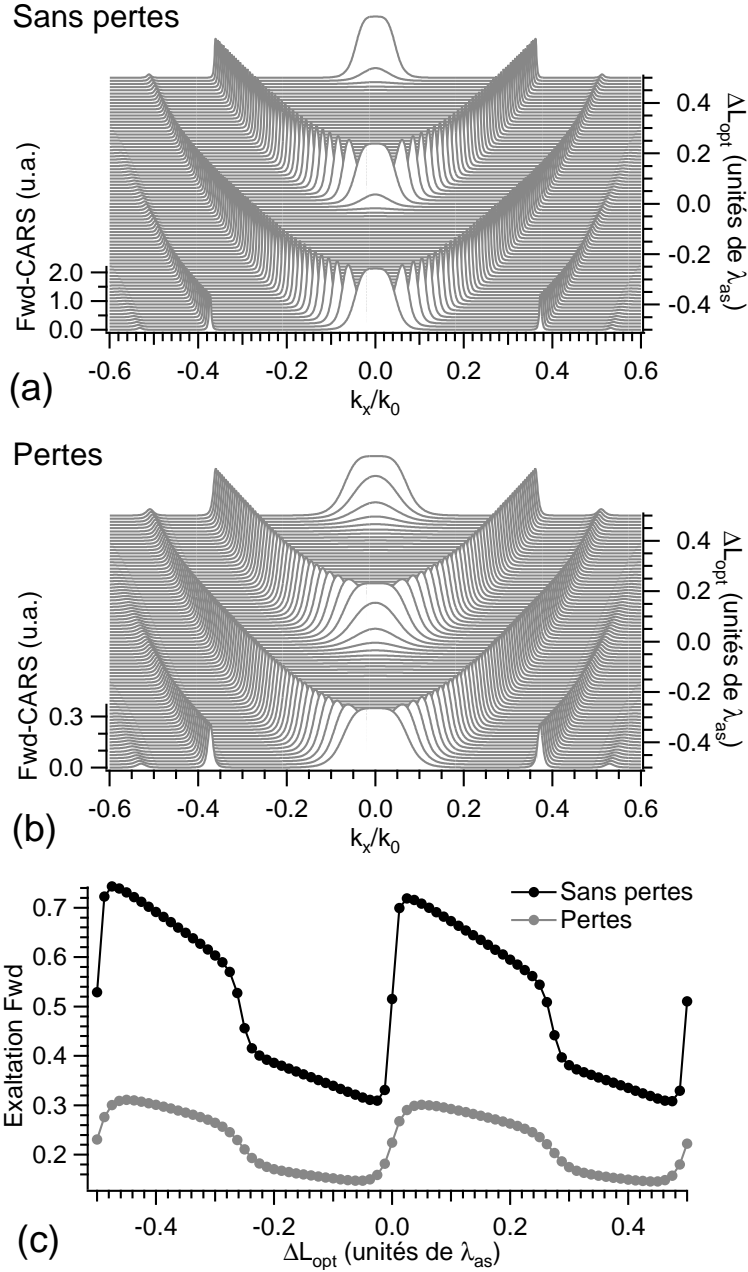 Sans pertes
Fwd-CARS (u.a.)
2.0
1.0
0.0
0.4
0.2
0.0
-0.2
-0.4
ΔL_opt (unités de λ_as)
-0.6 -0.4 -0.2 0.0 0.2 0.4 0.6
k_x/k_0
(a)
Pertes
Fwd-CARS (u.a.)
0.3
0.0
0.4
0.2
0.0
-0.2
-0.4
ΔL_opt (unités de λ_as)
-0.6 -0.4 -0.2 0.0 0.2 0.4 0.6
k_x/k_0
(b)
Exaltation Fwd
0.7
0.6
0.5
0.4
0.3
0.2
Sans pertes
Pertes
-0.4 -0.2 0.0 0.2 0.4
ΔL_opt (unités de λ_as)
(c)